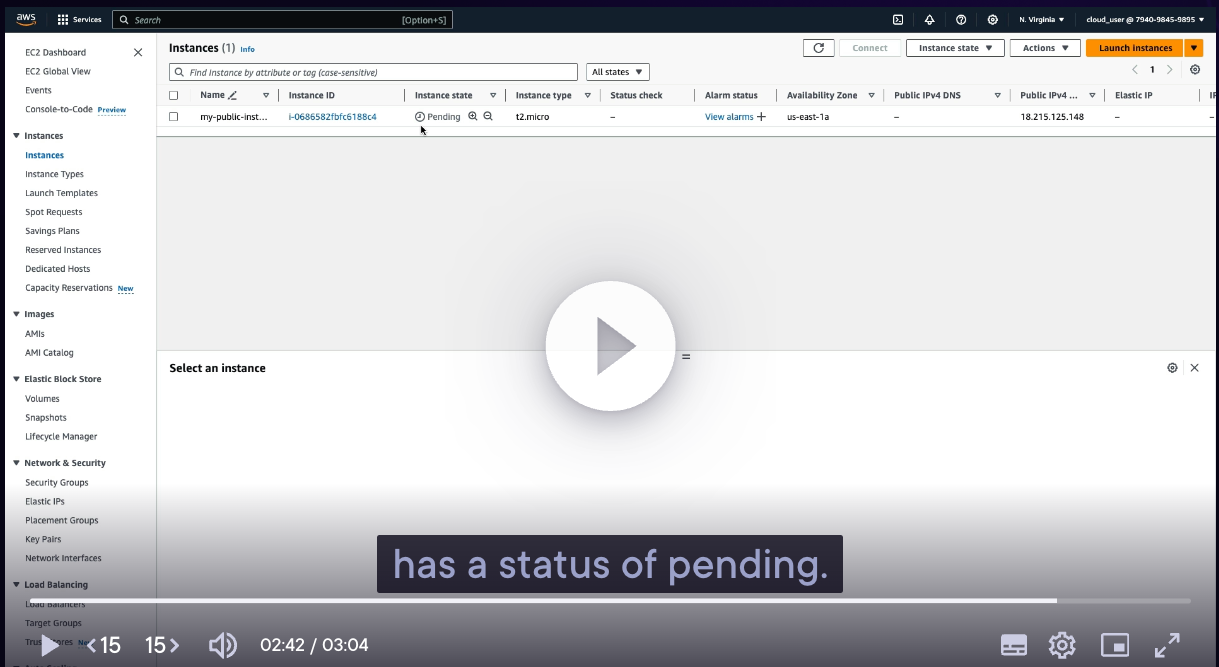 aws Services Search [Option+S] N. Virginia cloud_user @ 7940-9845-9895
EC2 Dashboard
EC2 Global View
Events
Console-to-Code Preview
Instances
Instances
Instance Types
Launch Templates
Spot Requests
Savings Plans
Reserved Instances
Dedicated Hosts
Capacity Reservations New
Images
AMIs
AMI Catalog
Elastic Block Store
Volumes
Snapshots
Lifecycle Manager
Network & Security
Security Groups
Elastic IPs
Placement Groups
Key Pairs
Network Interfaces
Load Balancing
Load Balancers
Target Groups
Instances (1) Info Connect Instance state Actions Launch instances
Find Instance by attribute or tag (case-sensitive) All states 1
Name Instance ID Instance state Instance type Status check Alarm status Availability Zone Public IPv4 DNS Public IPv4 ... Elastic IP
my-public-inst... i-0686582fbfc6188c4 Pending t2.micro – View alarms + us-east-1a – 18.215.125.148 – –
Select an instance
has a status of pending.
15 15 02:42 / 03:04